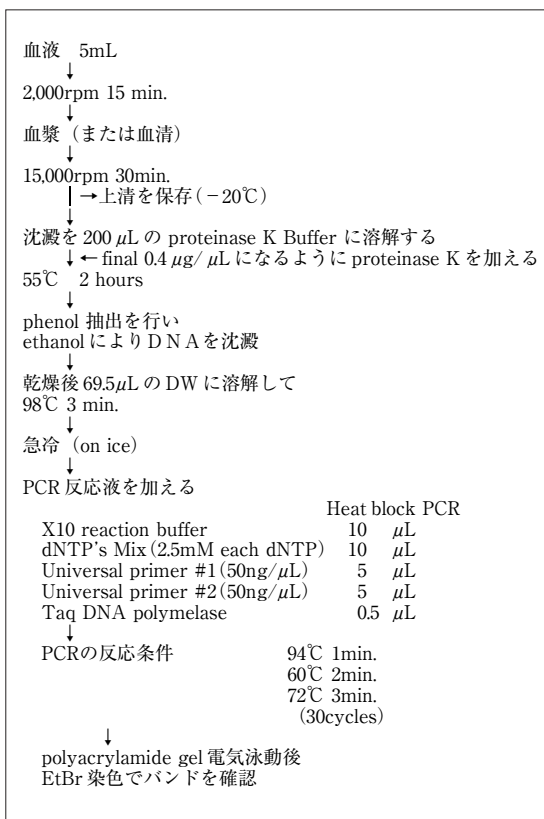 血液 5mL
↓
2,000rpm 15 min.
↓
血漿（または血清）
↓
15,000rpm 30min.
→上清を保存（－20℃）
↓
沈澱を 200 μL の proteinase K Buffer に溶解する
↓←final 0.4 μg/ μL になるように proteinase K を加える
55℃ 2 hours
↓
phenol 抽出を行い
ethanol によりＤＮＡを沈澱
↓
乾燥後 69.5μL の DW に溶解して
98℃ 3 min.
↓
急冷（on ice）
↓
PCR 反応液を加える
Heat block PCR
X10 reaction buffer 10 μL
dNTP's Mix（2.5mM each dNTP） 10 μL
Universal primer #1（50ng/μL） 5 μL
Universal primer #2（50ng/μL） 5 μL
Taq DNA polymelase 0.5 μL
↓
PCRの反応条件 94℃ 1min.
60℃ 2min.
72℃ 3min.
（30cycles）
↓
polyacrylamide gel 電気泳動後
EtBr 染色でバンドを確認